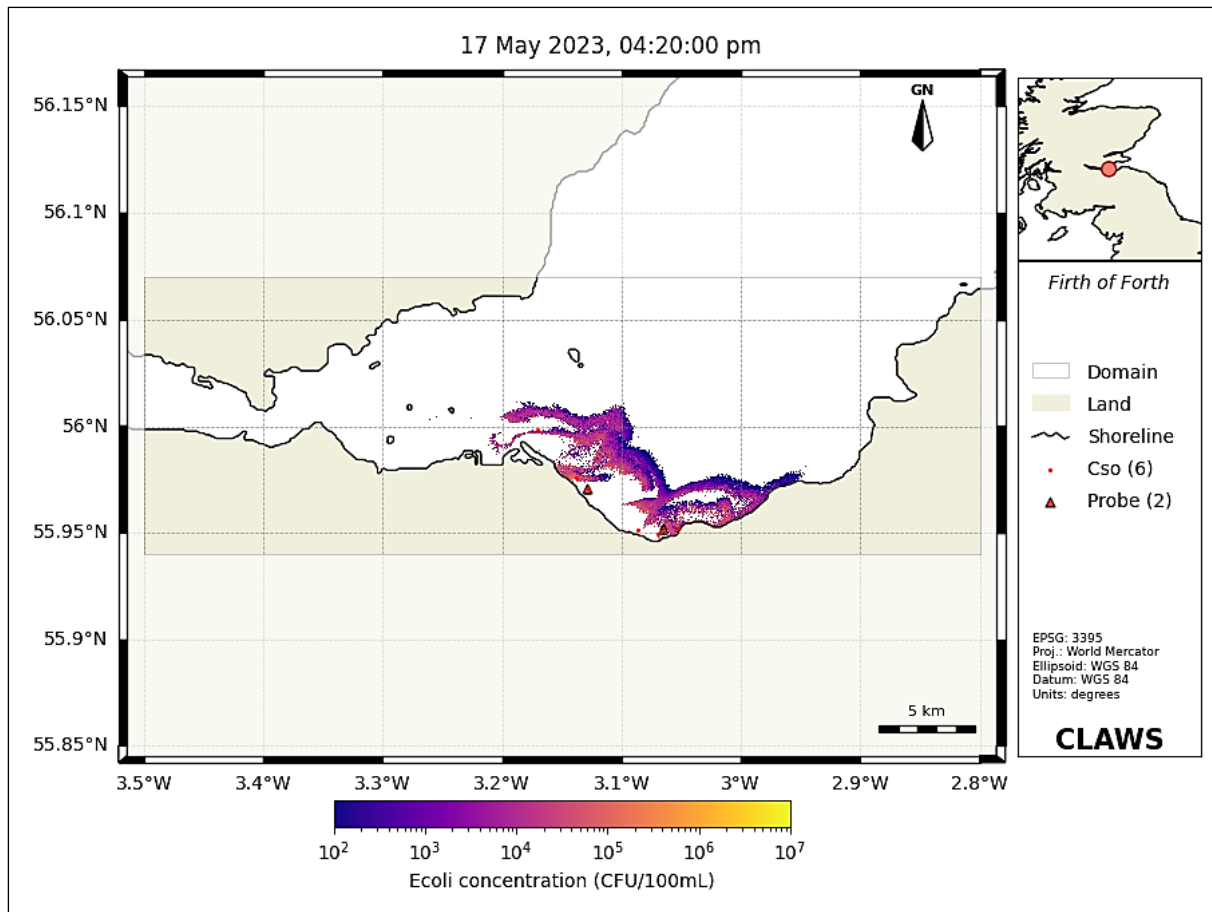 17 May 2023, 04:20:00 pm
GN
56.15°N
56.1°N
56.05°N
56°N
55.95°N
55.9°N
55.85°N
3.5°W
3.4°W
3.3°W
3.2°W
3.1°W
3°W
2.9°W
2.8°W
5 km
Firth of Forth
Domain
Land
Shoreline
Cso (6)
Probe (2)
EPSG: 3395
Proj.: World Mercator
Ellipsoid: WGS 84
Datum: WGS 84
Units: degrees
CLAWS
10² 10³ 10⁴ 10⁵ 10⁶ 10⁷
Ecoli concentration (CFU/100mL)